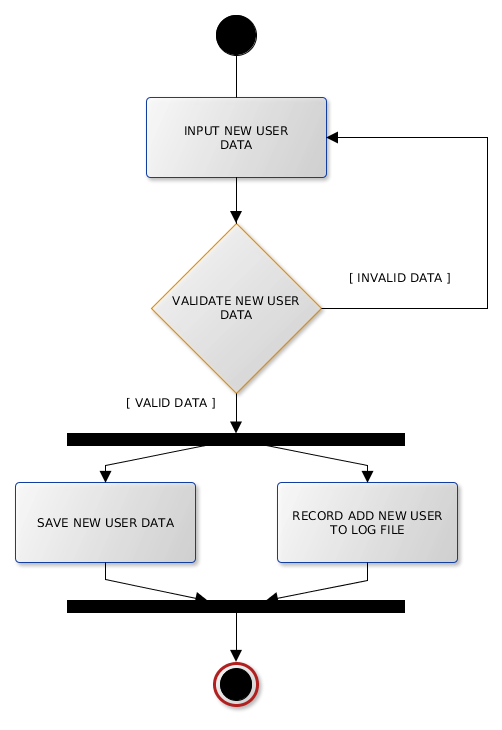 INPUT NEW USER
DATA
VALIDATE NEW USER
DATA
[ INVALID DATA ]
[ VALID DATA ]
SAVE NEW USER DATA
RECORD ADD NEW USER
TO LOG FILE